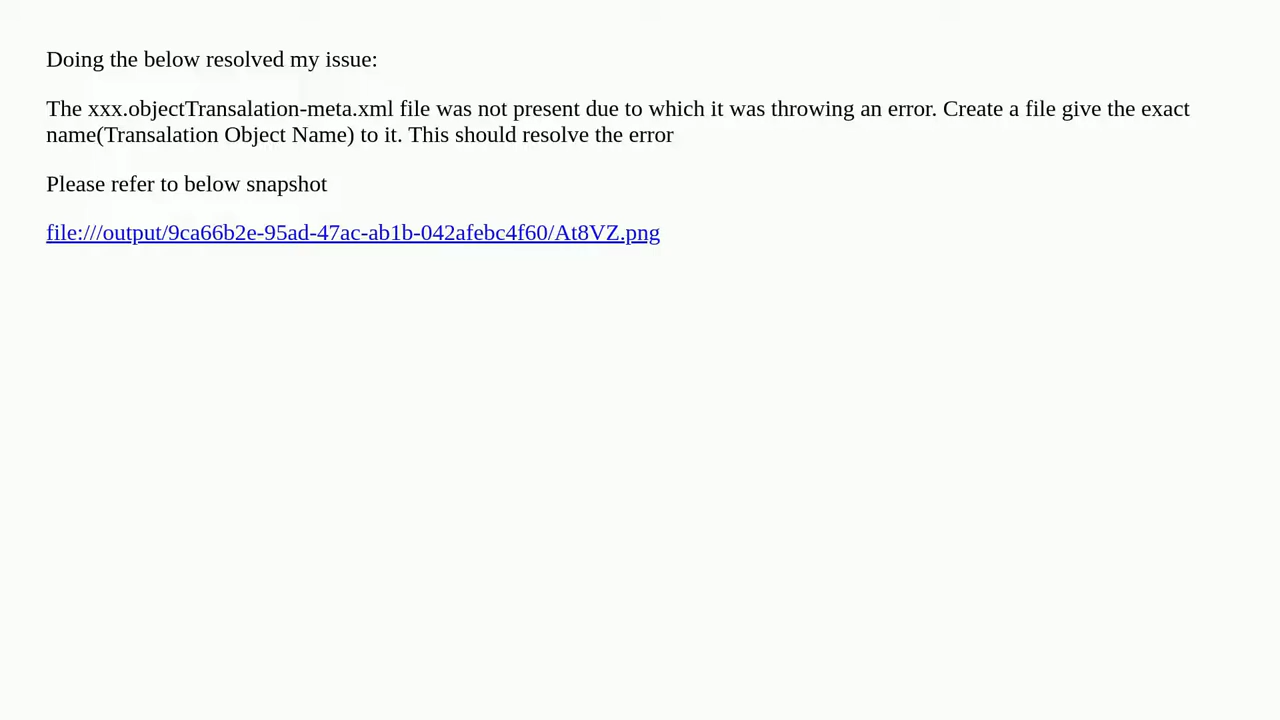 Doing the below resolved my issue:
The xxx.objectTransalation-meta.xml file was not present due to which it was throwing an error. Create a file give the exact
name(Transalation Object Name) to it. This should resolve the error
Please refer to below snapshot
file:///output/9ca66b2e-95ad-47ac-ab1b-042afebc4f60/At8VZ.png